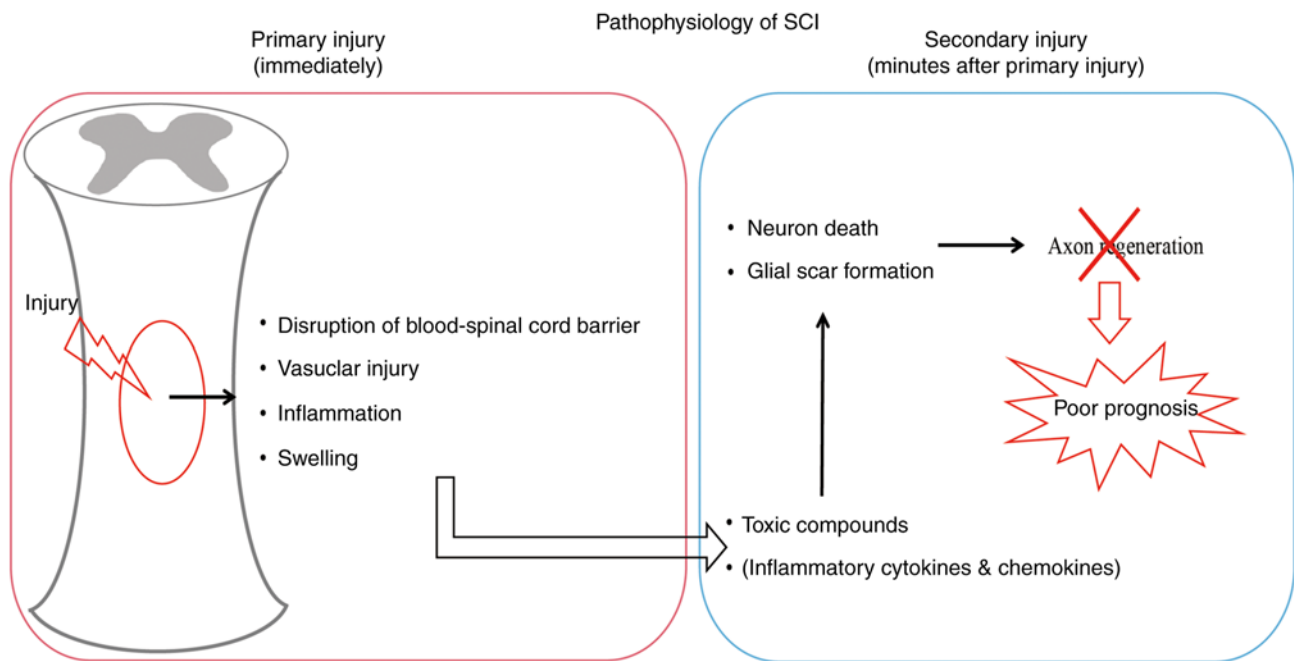 Pathophysiology of SCI
Primary injury
(immediately)
Secondary injury
(minutes after primary injury)
Injury
• Disruption of blood-spinal cord barrier
• Vasuclar injury
• Inflammation
• Swelling
• Neuron death
• Glial scar formation
Axon regeneration
Poor prognosis
• Toxic compounds
• (Inflammatory cytokines & chemokines)